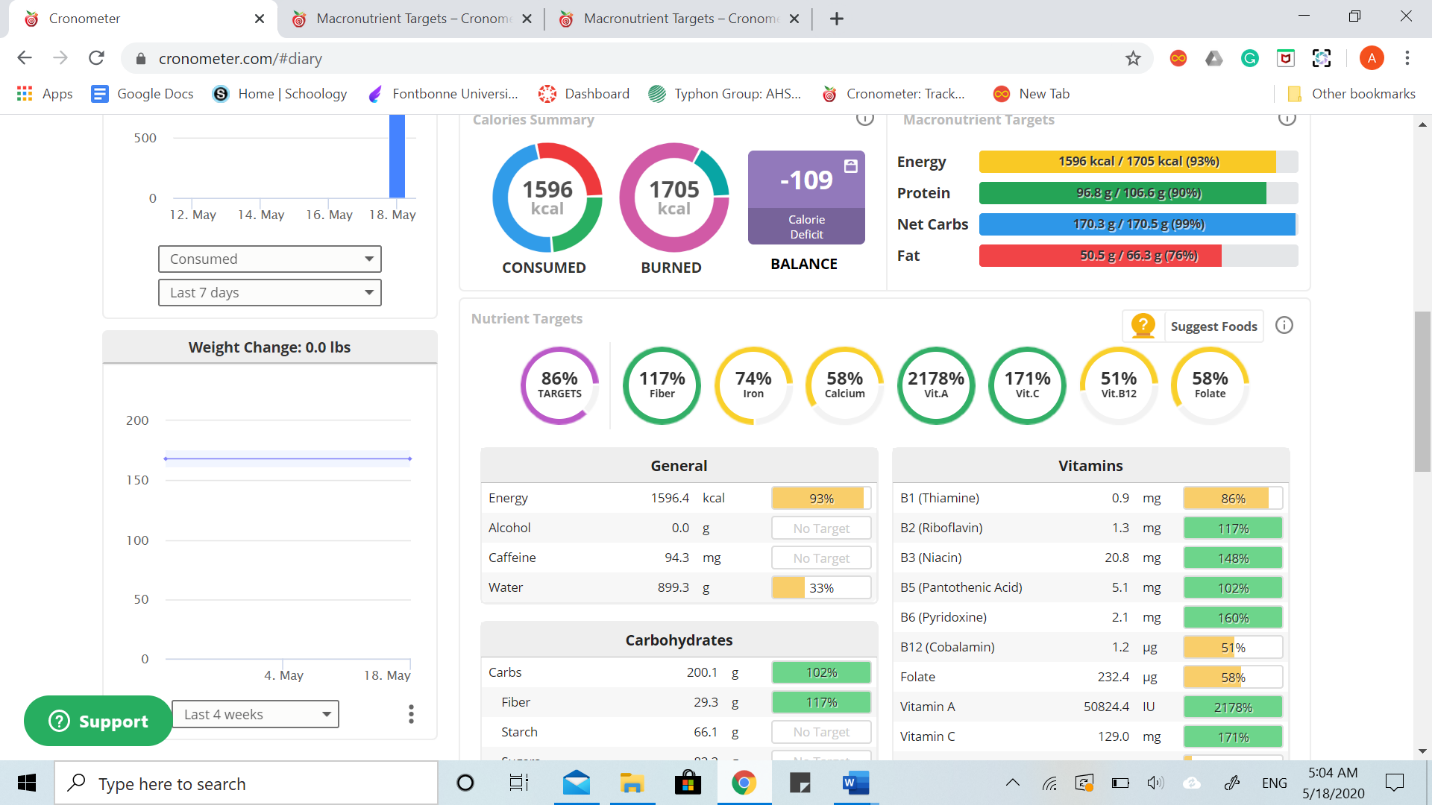 Cronometer
Macronutrient Targets – Cronom
Macronutrient Targets – Cronom
cronometer.com/#diary
A
Apps
Google Docs
Home | Schoology
Fontbonne Universi...
Dashboard
Typhon Group: AHS...
Cronometer: Track...
New Tab
Other bookmarks
500
0
12. May 14. May 16. May 18. May
Consumed
Last 7 days
Weight Change: 0.0 lbs
200
150
100
50
0
4. May 18. May
Last 4 weeks
Support
Calories Summary
1596
kcal
CONSUMED
1705
kcal
BURNED
-109
Calorie
Deficit
BALANCE
Macronutrient Targets
Energy 1596 kcal / 1705 kcal (93%)
Protein 96.8 g / 106.6 g (90%)
Net Carbs 170.3 g / 170.5 g (99%)
Fat 50.5 g / 66.3 g (76%)
Nutrient Targets
? Suggest Foods
86%
TARGETS
117%
Fiber
74%
Iron
58%
Calcium
2178%
Vit.A
171%
Vit.C
51%
Vit.B12
58%
Folate
General
Energy 1596.4 kcal 93%
Alcohol 0.0 g No Target
Caffeine 94.3 mg No Target
Water 899.3 g 33%
Carbohydrates
Carbs 200.1 g 102%
Fiber 29.3 g 117%
Starch 66.1 g No Target
Vitamins
B1 (Thiamine) 0.9 mg 86%
B2 (Riboflavin) 1.3 mg 117%
B3 (Niacin) 20.8 mg 148%
B5 (Pantothenic Acid) 5.1 mg 102%
B6 (Pyridoxine) 2.1 mg 160%
B12 (Cobalamin) 1.2 µg 51%
Folate 232.4 µg 58%
Vitamin A 50824.4 IU 2178%
Vitamin C 129.0 mg 171%
Type here to search
ENG
5:04 AM
5/18/2020